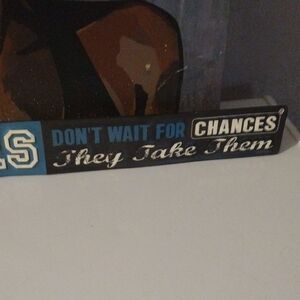 DON'T WAIT FOR CHANCES
They Take Them